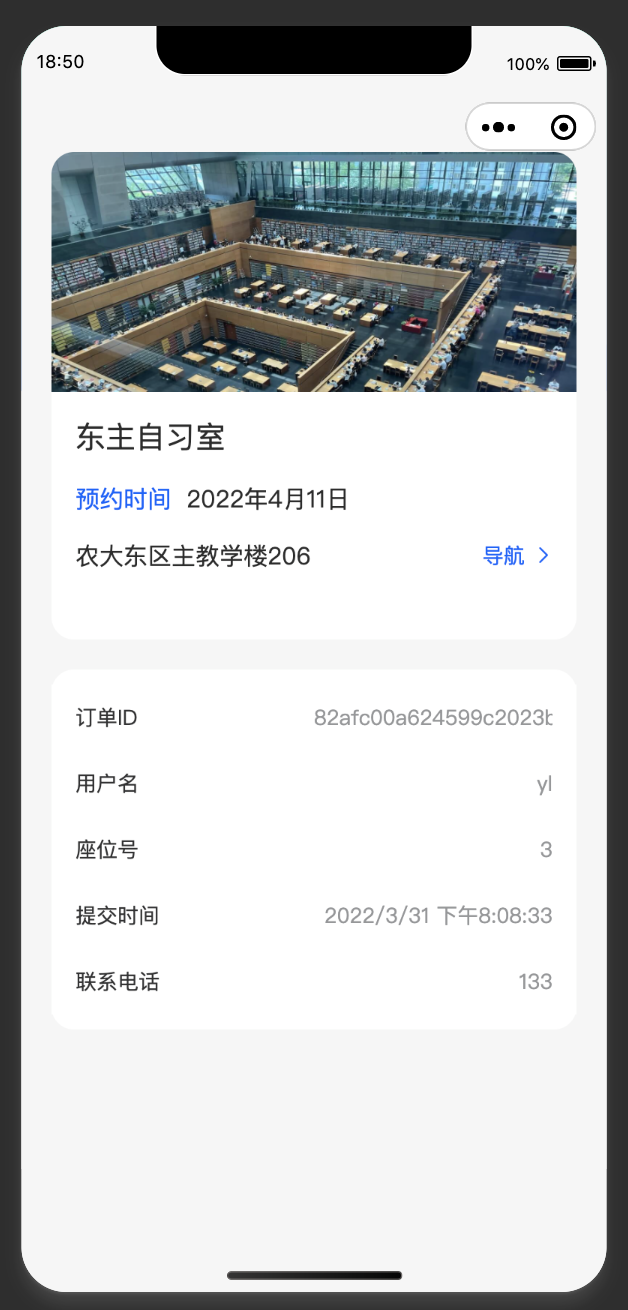 18:50
100%
东主自习室
预约时间 2022年4月11日
农大东区主教学楼206
导航
订单ID
82afc00a624599c2023
用户名
yl
座位号
3
提交时间
2022/3/31 下午8:08:33
联系电话
133